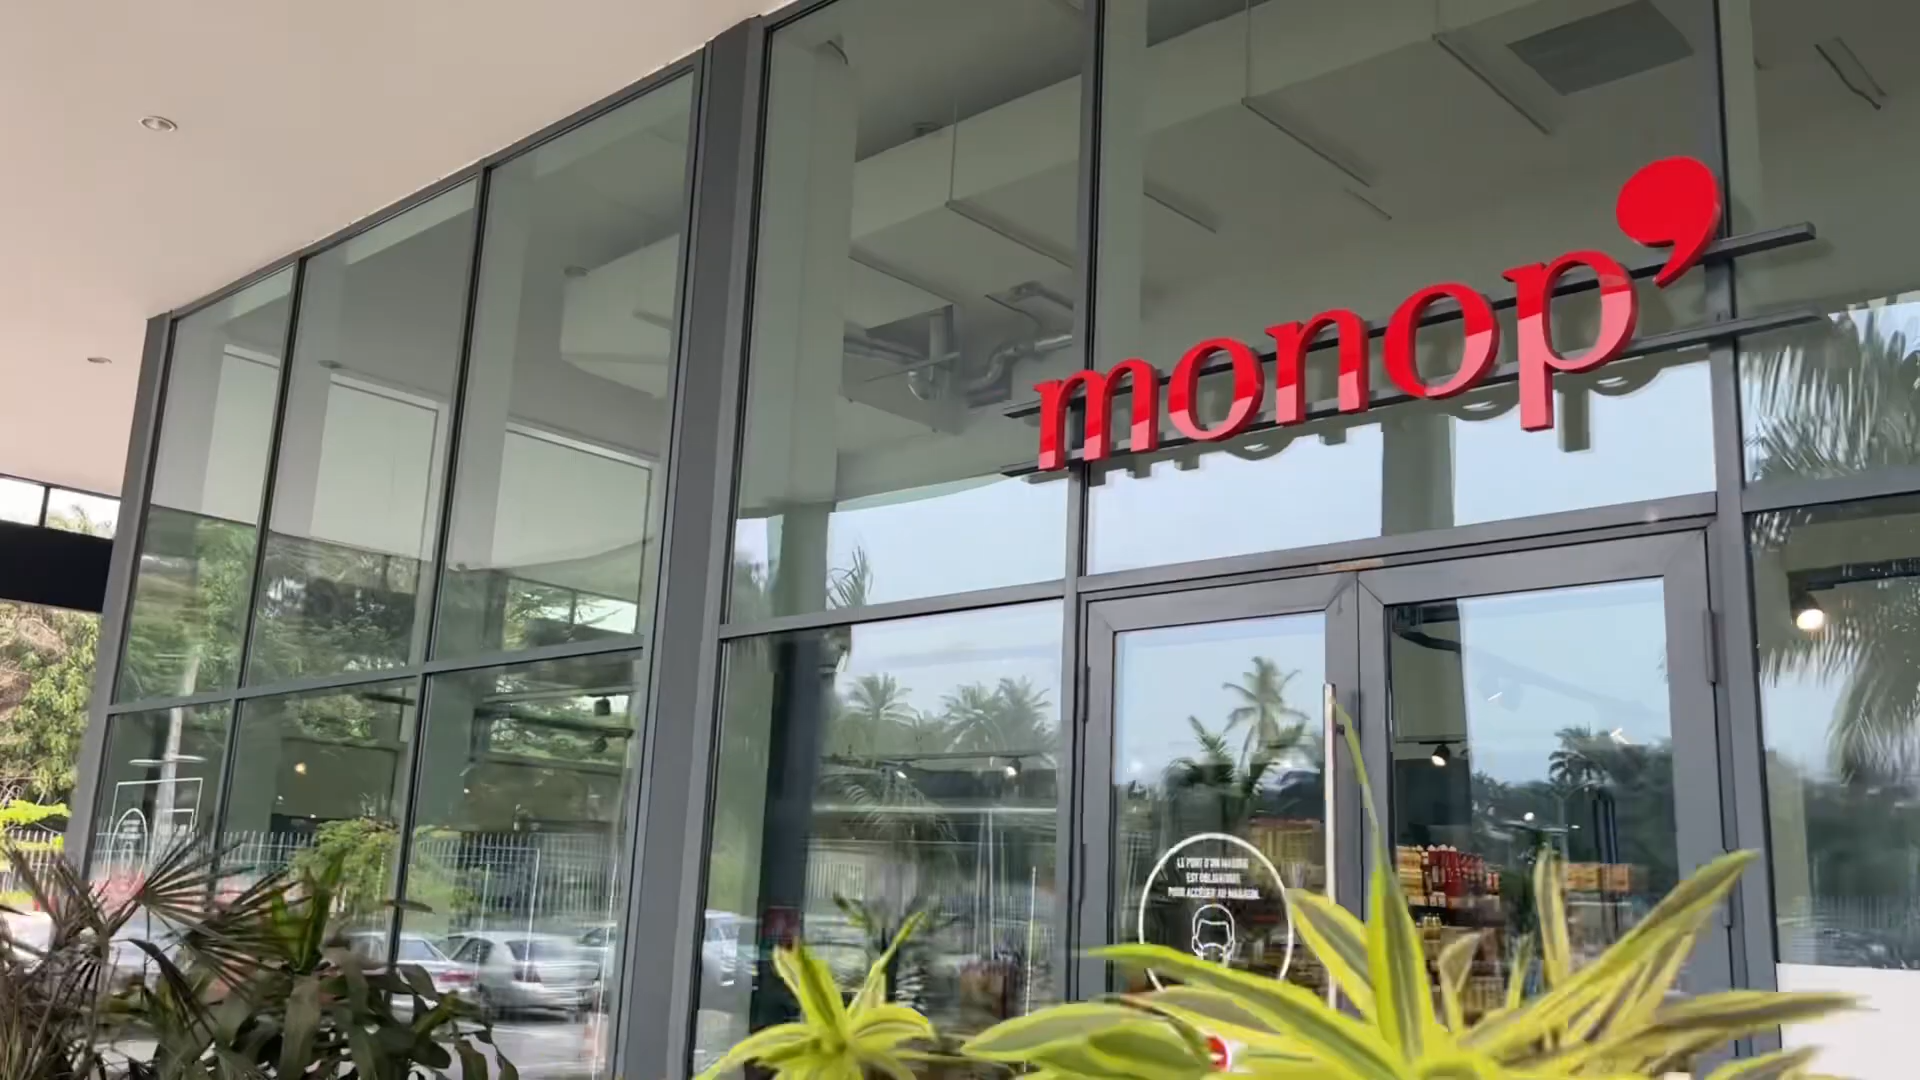 monop'
LE PORT D'UN MASQUE
EST OBLIGATOIRE
POUR ACCÉDER AU MAGASIN.